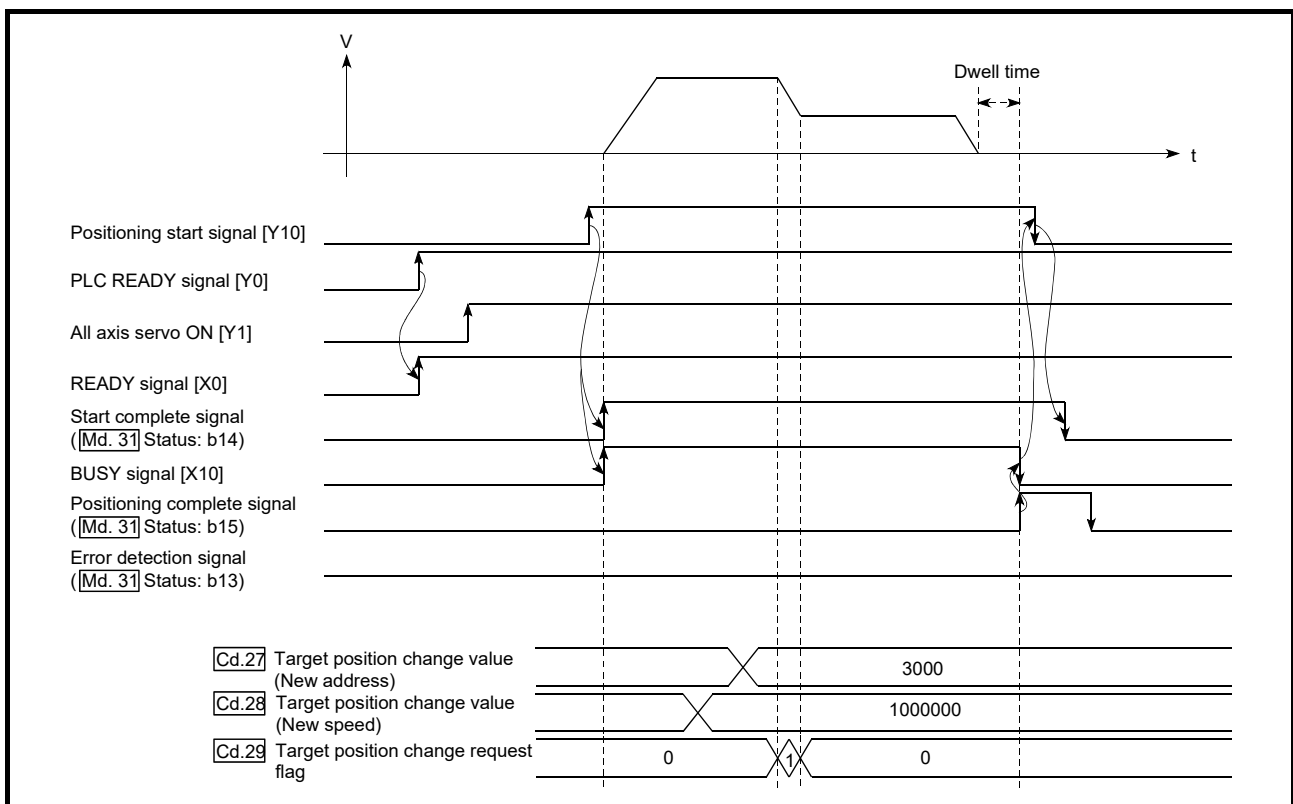 V
Dwell time
t
Positioning start signal [Y10]
PLC READY signal [Y0]
All axis servo ON [Y1]
READY signal [X0]
Start complete signal
( Md. 31 Status: b14)
BUSY signal [X10]
Positioning complete signal
( Md. 31 Status: b15)
Error detection signal
( Md. 31 Status: b13)
Cd.27 Target position change value
(New address)
3000
Cd.28 Target position change value
(New speed)
1000000
Cd.29 Target position change request
flag
0 1 0